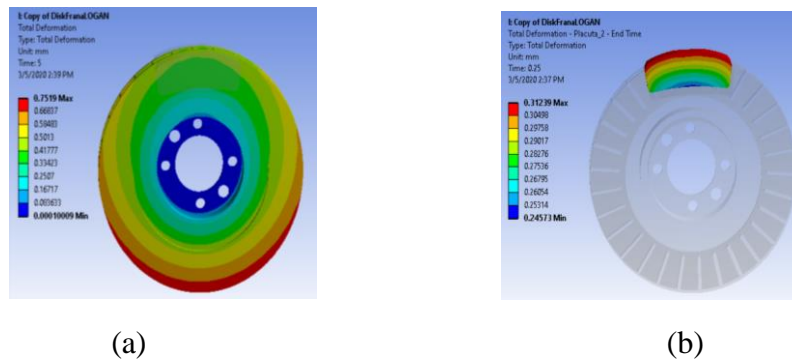 I: Copy of DiskFranaLOGAN
Total Deformation
Type: Total Deformation
Unit: mm
Time: 5
3/5/2020 2:39 PM
0.7519 Max
0.66837
0.58483
0.5013
0.41777
0.33423
0.2507
0.16717
0.083633
0.00010009 Min
(a)
I: Copy of DiskFranaLOGAN
Total Deformation - Placuta_2 - End Time
Type: Total Deformation
Unit: mm
Time: 0.25
3/5/2020 2:37 PM
0.31239 Max
0.30498
0.29758
0.29017
0.28276
0.27536
0.26795
0.26054
0.25314
0.24573 Min
(b)